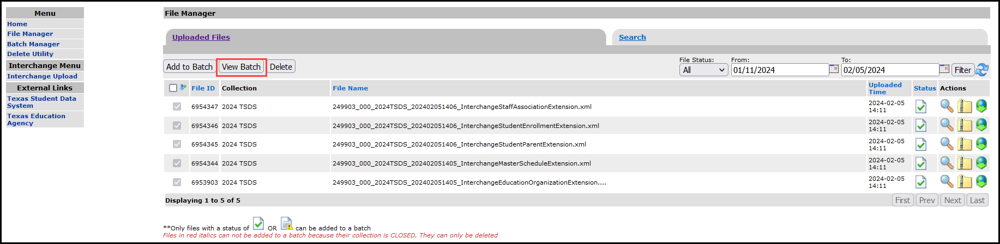 Menu
Home
File Manager
Batch Manager
Delete Utility
Interchange Menu
Interchange Upload
External Links
Texas Student Data
System
Texas Education
Agency
File Manager
Uploaded Files
Search
Add to Batch View Batch Delete
File Status: From: To:
All 01/11/2024 02/05/2024 Filter
File ID Collection File Name Uploaded Time Status Actions
6954347 2024 TSDS 249903_000_2024TSDS_202402051406_InterchangeStaffAssociationExtension.xml 2024-02-05 14:11
6954346 2024 TSDS 249903_000_2024TSDS_202402051406_InterchangeStudentEnrollmentExtension.xml 2024-02-05 14:11
6954345 2024 TSDS 249903_000_2024TSDS_202402051406_InterchangeStudentParentExtension.xml 2024-02-05 14:11
6954344 2024 TSDS 249903_000_2024TSDS_202402051405_InterchangeMasterScheduleExtension.xml 2024-02-05 14:11
6953903 2024 TSDS 249903_000_2024TSDS_202402051405_InterchangeEducationOrganizationExtension.... 2024-02-05 14:11
Displaying 1 to 5 of 5 First Prev Next Last
**Only files with a status of OR can be added to a batch
Files in red italics can not be added to a batch because their collection is CLOSED. They can only be deleted